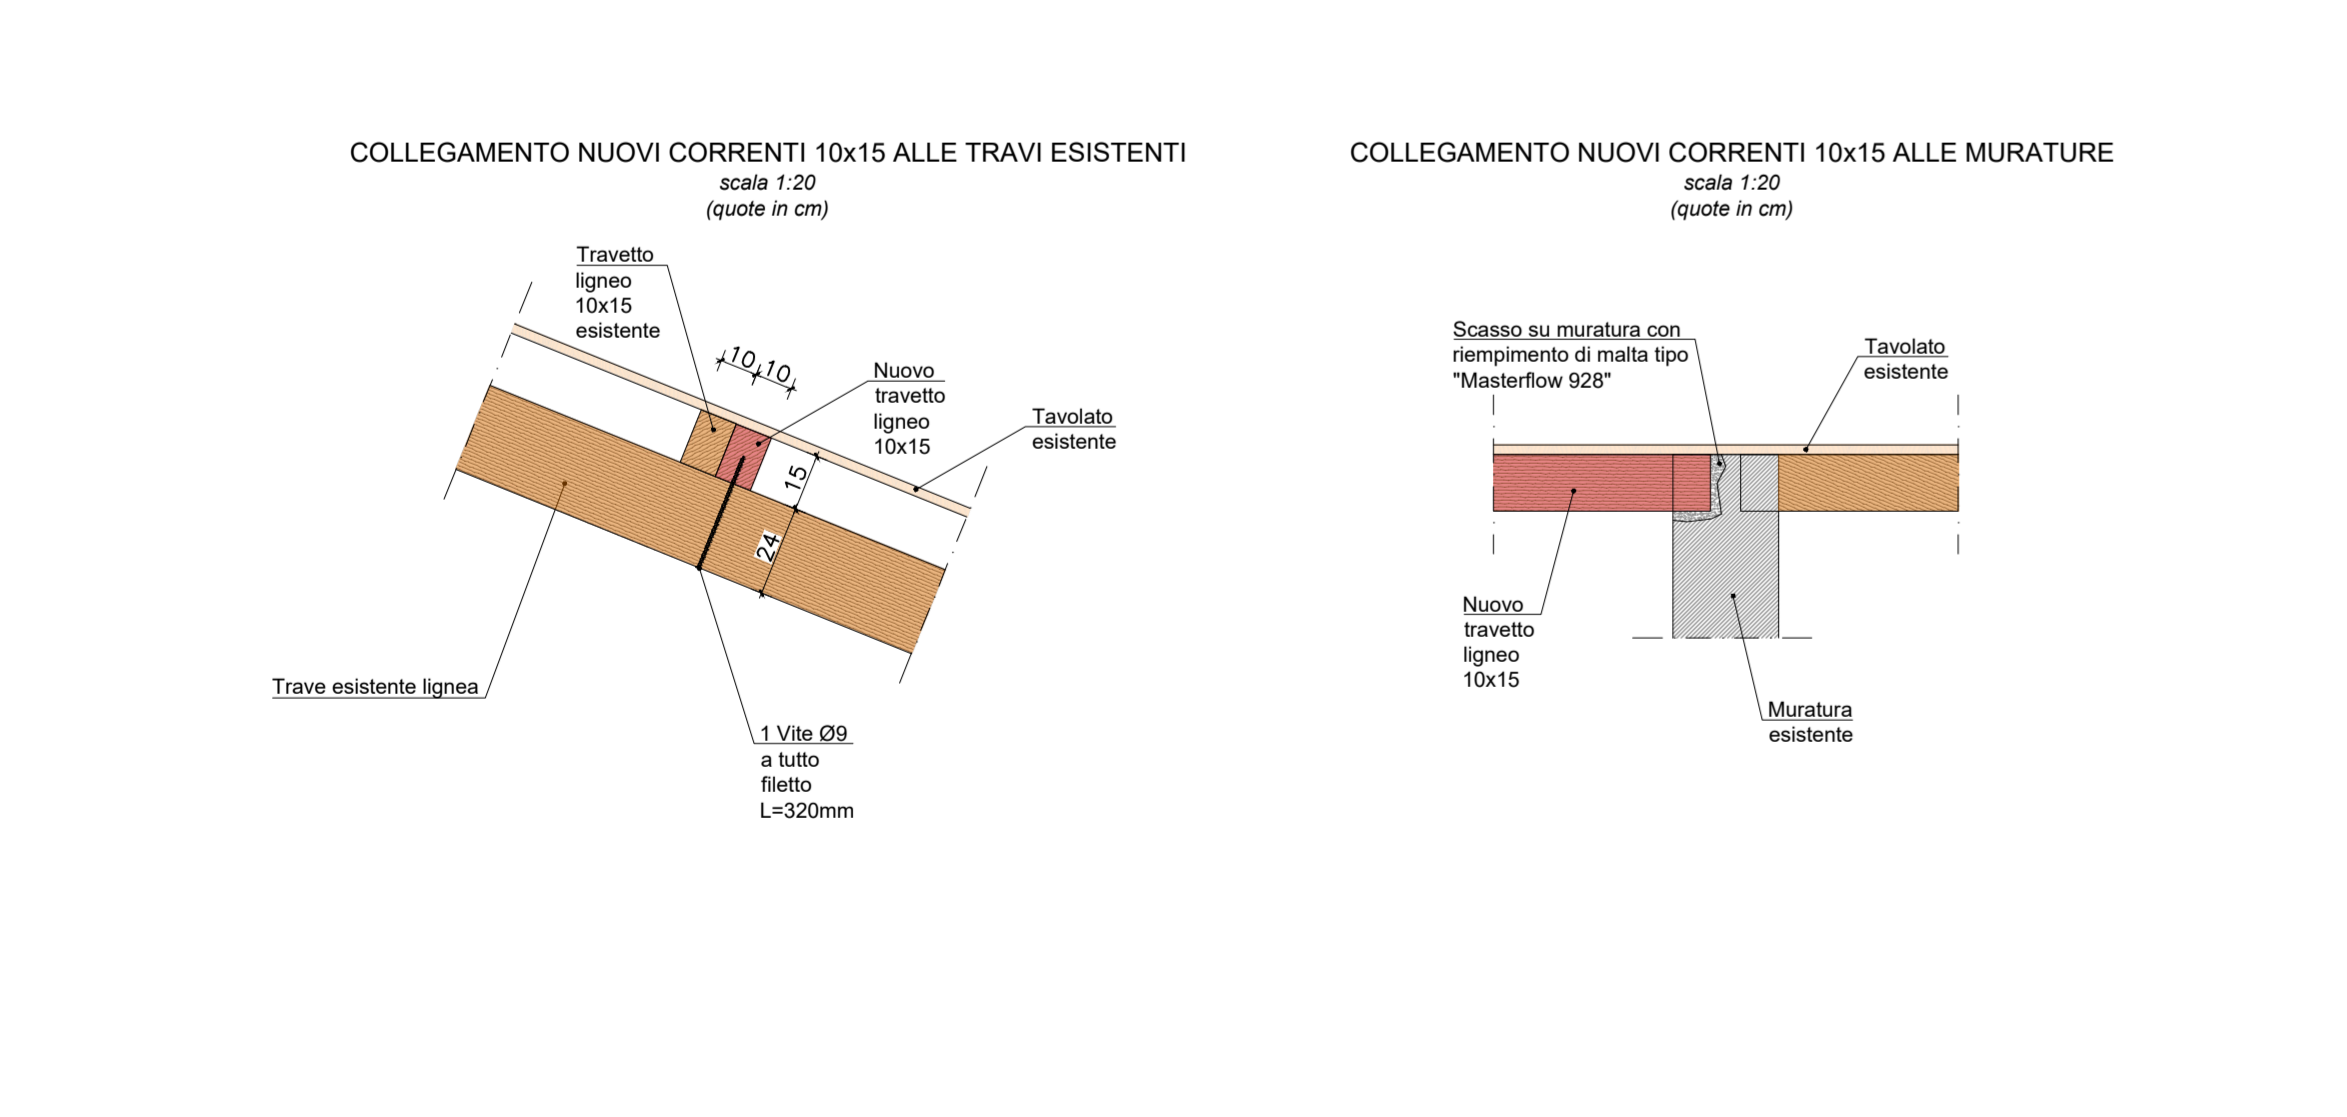 COLLEGAMENTO NUOVI CORRENTI 10x15 ALLE TRAVI ESISTENTI
scala 1:20
(quote in cm)
Travetto
ligneo
10x15
esistente
10
10
Nuovo
travetto
ligneo
10x15
Tavolato
esistente
15
24
Trave esistente lignea
1 Vite Ø9
a tutto
filetto
L=320mm
COLLEGAMENTO NUOVI CORRENTI 10x15 ALLE MURATURE
scala 1:20
(quote in cm)
Scasso su muratura con
riempimento di malta tipo
"Masterflow 928"
Tavolato
esistente
Nuovo
travetto
ligneo
10x15
Muratura
esistente